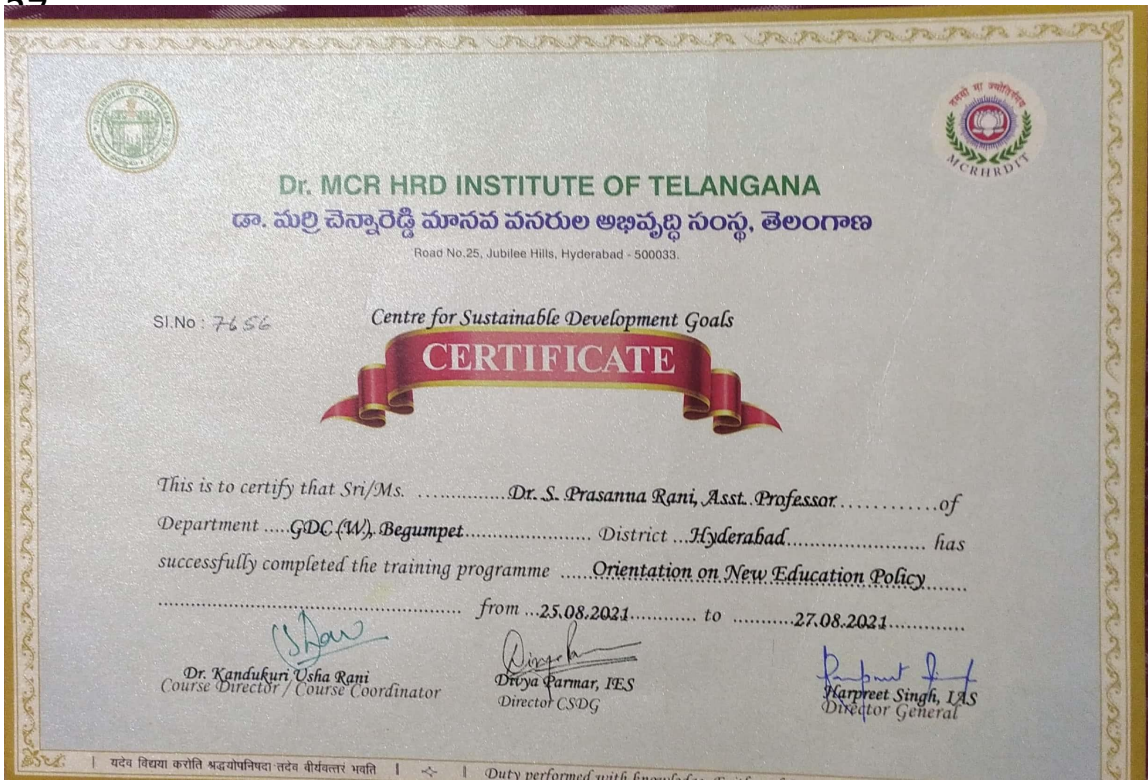 GOVERNMENT OF TELANGANA
तमसो मा ज्योतिर्गमय
MCRHRDIT
Dr. MCR HRD INSTITUTE OF TELANGANA
డా. మర్రి చెన్నారెడ్డి మానవ వనరుల అభివృద్ధి సంస్థ, తెలంగాణ
Road No.25, Jubilee Hills, Hyderabad - 500033.
Sl.No : 7656
Centre for Sustainable Development Goals
CERTIFICATE
This is to certify that Sri/Ms. ..............Dr. S. Prasanna Rani, Asst. Professor..............of
Department .....GDC (W), Begumpet.................... District ...Hyderabad...................... has
successfully completed the training programme .....Orientation on New Education Policy......
.................................................. from ...25.08.2021............ to ..........27.08.2021.............
Dr. Kandukuri Usha Rani
Course Director / Course Coordinator
Divya Parmar, IES
Director CSDG
Harpreet Singh, IAS
Director General
यदेव विद्यया करोति श्रद्धयोपनिषदा तदेव वीर्यवत्तरं भवति
Duty performed with knowledge